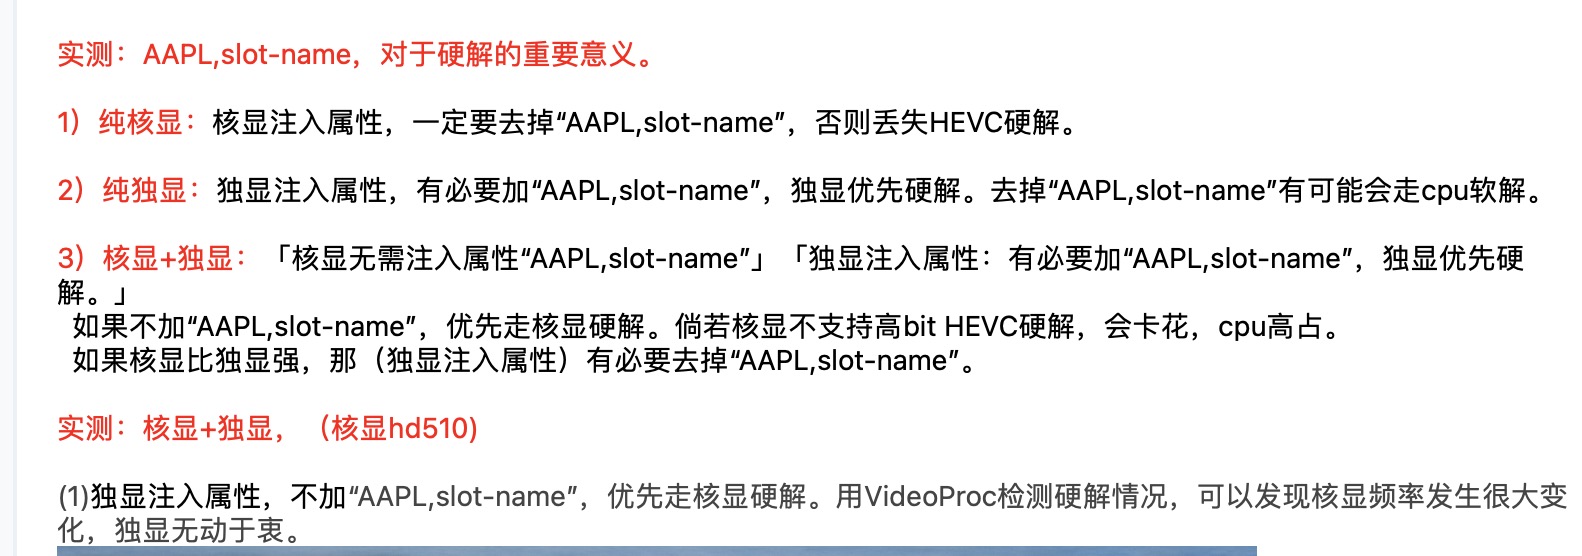 实测：AAPL,slot-name，对于硬解的重要意义。
1）纯核显：核显注入属性，一定要去掉“AAPL,slot-name”，否则丢失HEVC硬解。
2）纯独显：独显注入属性，有必要加“AAPL,slot-name”，独显优先硬解。去掉“AAPL,slot-name”有可能会走cpu软解。
3）核显+独显：「核显无需注入属性“AAPL,slot-name”」「独显注入属性：有必要加“AAPL,slot-name”，独显优先硬
解。」
如果不加“AAPL,slot-name”，优先走核显硬解。倘若核显不支持高bit HEVC硬解，会卡花，cpu高占。
如果核显比独显强，那（独显注入属性）有必要去掉“AAPL,slot-name”。
实测：核显+独显，（核显hd510)
(1)独显注入属性，不加“AAPL,slot-name”，优先走核显硬解。用VideoProc检测硬解情况，可以发现核显频率发生很大变
化，独显无动于衷。